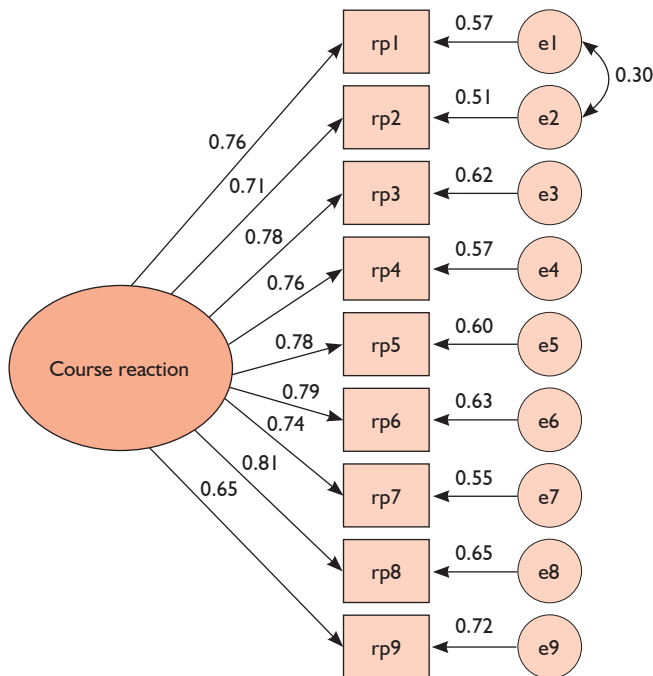 rp1
0.57
e1
0.30
0.76
rp2
0.51
e2
0.71
rp3
0.62
e3
0.78
rp4
0.57
e4
0.76
Course reaction
0.78
rp5
0.60
e5
0.79
rp6
0.63
e6
0.74
rp7
0.55
e7
0.81
rp8
0.65
e8
0.65
rp9
0.72
e9